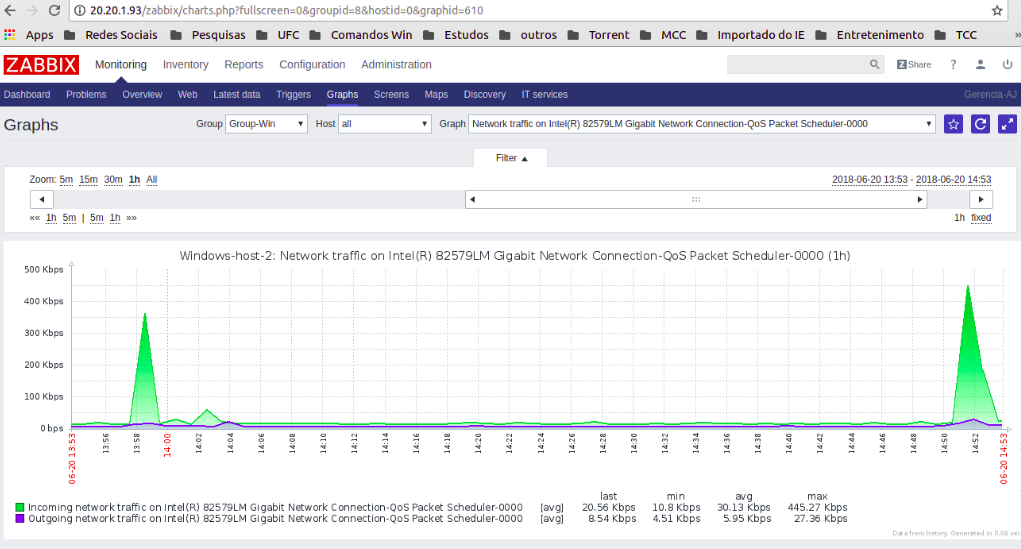 20.20.1.93/zabbix/charts.php?fullscreen=0&groupid=8&hostid=0&graphid=610
Apps Redes Sociais Pesquisas UFC Comandos Win Estudos outros Torrent MCC Importado do IE Entretenimento TCC »
ZABBIX Monitoring Inventory Reports Configuration Administration Z Share ?
Dashboard Problems Overview Web Latest data Triggers Graphs Screens Maps Discovery IT services Gerencia-AJ
Graphs Group Group-Win Host all Graph Network traffic on Intel(R) 82579LM Gigabit Network Connection-QoS Packet Scheduler-0000
Filter
Zoom: 5m 15m 30m 1h All 2018-06-20 13:53 - 2018-06-20 14:53
«« 1h 5m | 5m 1h »» 1h fixed
Windows-host-2: Network traffic on Intel(R) 82579LM Gigabit Network Connection-QoS Packet Scheduler-0000 (1h)
500 Kbps
400 Kbps
300 Kbps
200 Kbps
100 Kbps
0 bps
06-20 13:53 13:56 13:58 14:00 14:02 14:04 14:06 14:08 14:10 14:12 14:14 14:16 14:18 14:20 14:22 14:24 14:26 14:28 14:30 14:32 14:34 14:36 14:38 14:40 14:42 14:44 14:46 14:48 14:50 14:52 06-20 14:53
last min avg max
Incoming network traffic on Intel(R) 82579LM Gigabit Network Connection-QoS Packet Scheduler-0000 [avg] 20.56 Kbps 10.8 Kbps 30.13 Kbps 445.27 Kbps
Outgoing network traffic on Intel(R) 82579LM Gigabit Network Connection-QoS Packet Scheduler-0000 [avg] 8.54 Kbps 4.51 Kbps 5.95 Kbps 27.36 Kbps
Data from history. Generated in 0.08 sec